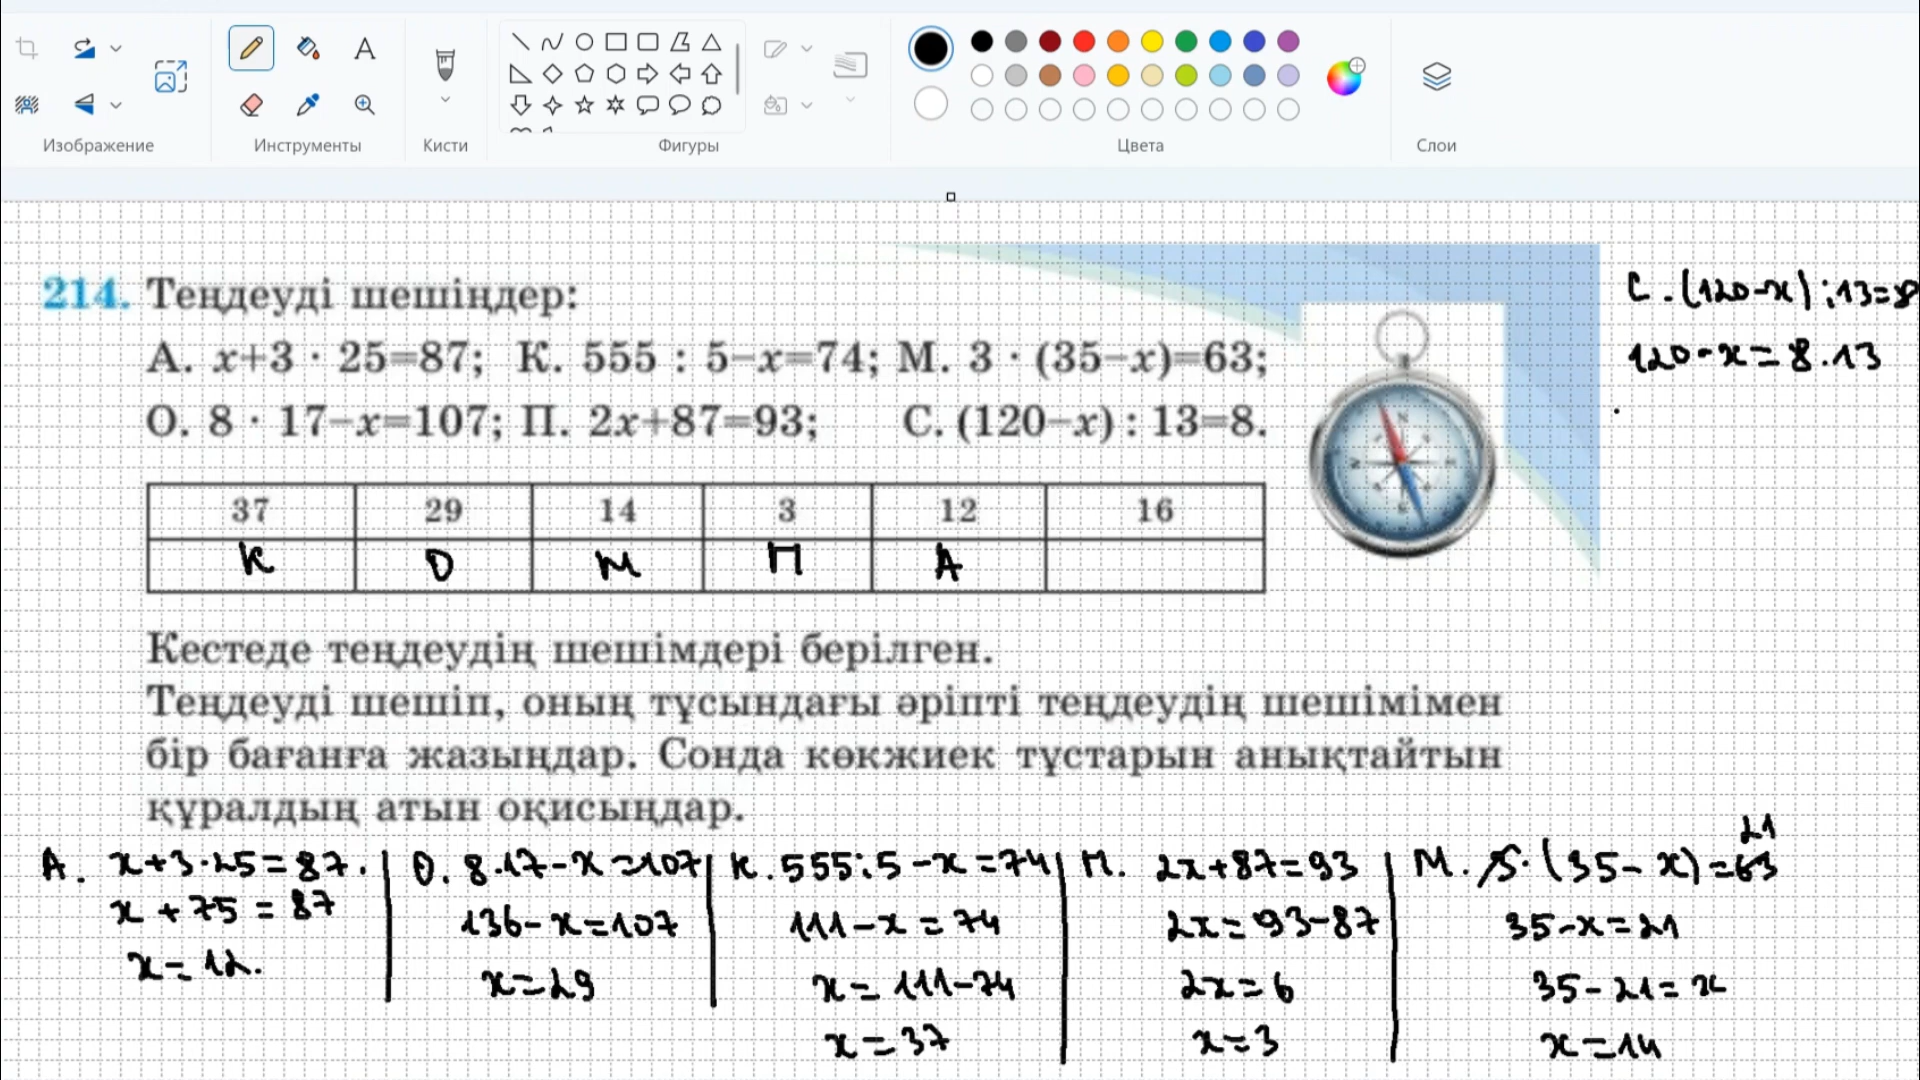 Изображение
Инструменты
Кисти
Фигуры
Цвета
Слои
214. Теңдеуді шешіңдер:
А. x+3 · 25=87; К. 555 : 5−x=74; М. 3 · (35−x)=63;
О. 8 · 17−x=107; П. 2x+87=93; С. (120−x) : 13=8.
37 29 14 3 12 16
К О М П А
Кестеде теңдеудің шешімдері берілген.
Теңдеуді шешіп, оның тұсындағы әріпті теңдеудің шешімімен
бір бағанға жазыңдар. Сонда көкжиек тұстарын анықтайтын
құралдың атын оқисыңдар.
С. (120-x):13=8
120-x=8.13
А. x+3·25=87.
x+75=87
x=12.
О. 8·17-x=107
136-x=107
x=29
К. 555:5-x=74
111-x=74
x=111-74
x=37
П. 2x+87=93
2x=93-87
2x=6
x=3
21
М. 3·(35-x)=63
35-x=21
35-21=x
x=14